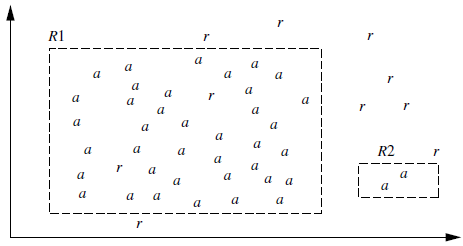 r
R1 r r
a a a
a a a r
a a a
a a r a
a a r r
a a a a
a a
a a a a R2 r
a
r a a
a a a
a a a a
a a a a a a
r